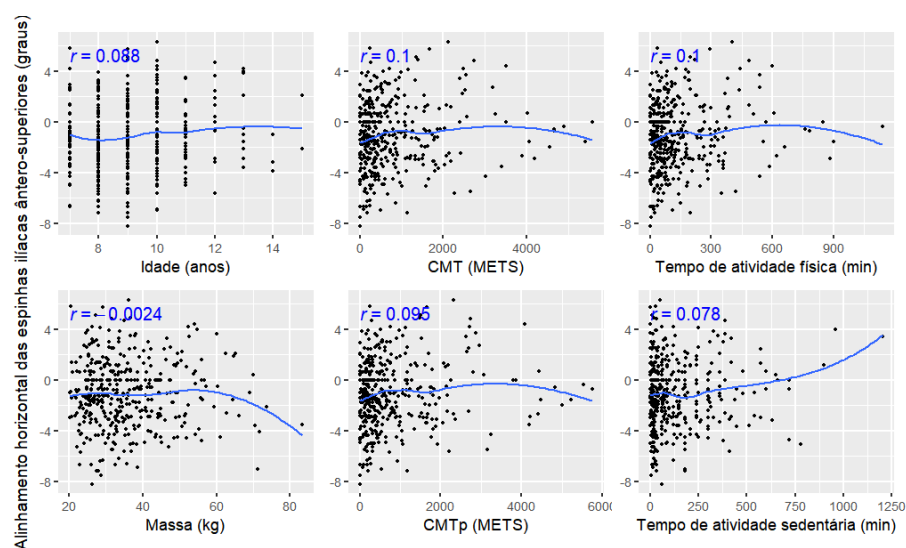 Alinhamento horizontal das espinhas ilíacas ântero-superiores (graus)
r = 0.088
4
0
-4
-8
8 10 12 14
Idade (anos)
r = 0.1
4
0
-4
-8
0 2000 4000
CMT (METS)
r = 0.1
4
0
-4
-8
0 300 600 900
Tempo de atividade física (min)
r = −0.0024
4
0
-4
-8
20 40 60 80
Massa (kg)
r = 0.095
4
0
-4
-8
0 2000 4000 6000
CMTp (METS)
r = 0.078
4
0
-4
-8
0 250 500 750 1000 1250
Tempo de atividade sedentária (min)